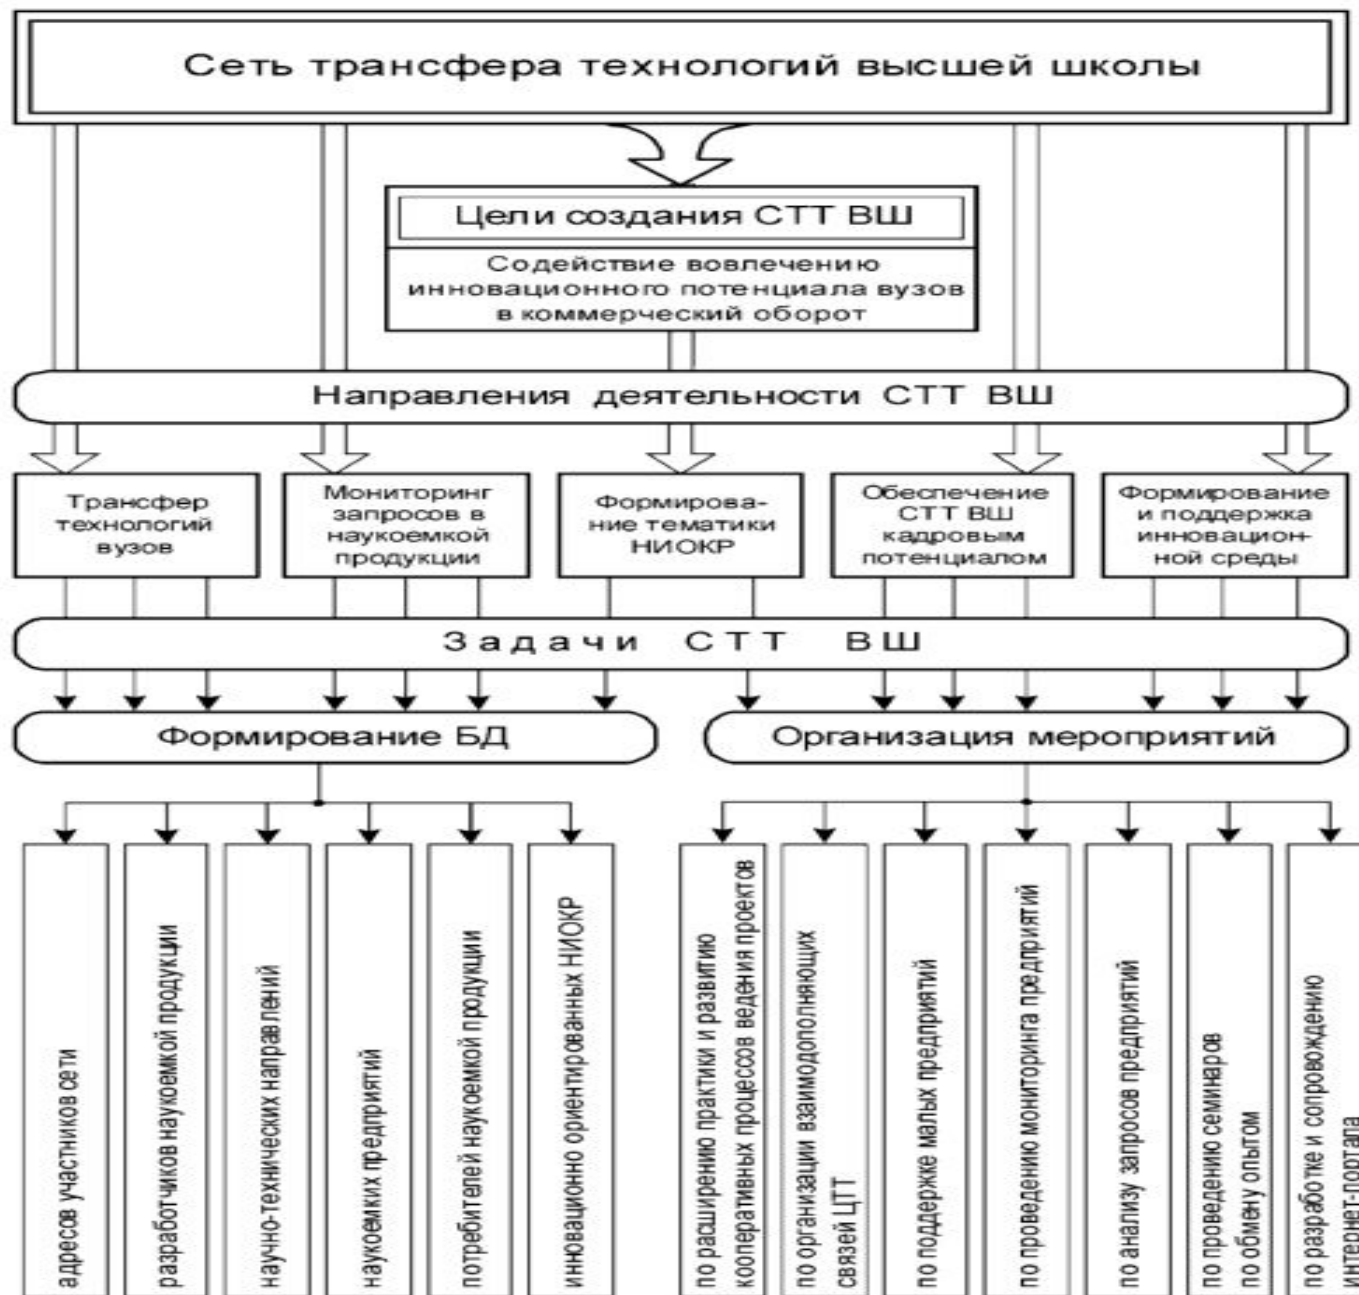 Сеть трансфера технологий высшей школы
Цели создания СТТ ВШ
Содействие вовлечению
инновационного потенциала вузов
в коммерческий оборот
Направления деятельности СТТ ВШ
Трансфер
технологий
вузов
Мониторинг
запросов в
наукоемкой
продукции
Формирова-
ние тематики
НИОКР
Обеспечение
СТТ ВШ
кадровым
потенциалом
Формирование
и поддержка
инновацион-
ной среды
Задачи СТТ ВШ
Формирование БД
Организация мероприятий
адресов участников сети
разработчиков наукоемкой продукции
научно-технических направлений
наукоемких предприятий
потребителей наукоемкой продукции
инновационно ориентированных НИОКР
по расширению практики и развитию
кооперативных процессов ведения проектов
по организации взаимодополняющих
связей ЦТТ
по поддержке малых предприятий
по проведению мониторинга предприятий
по анализу запросов предприятий
по проведению семинаров
по обмену опытом
по разработке и сопровождению
интернет-портала